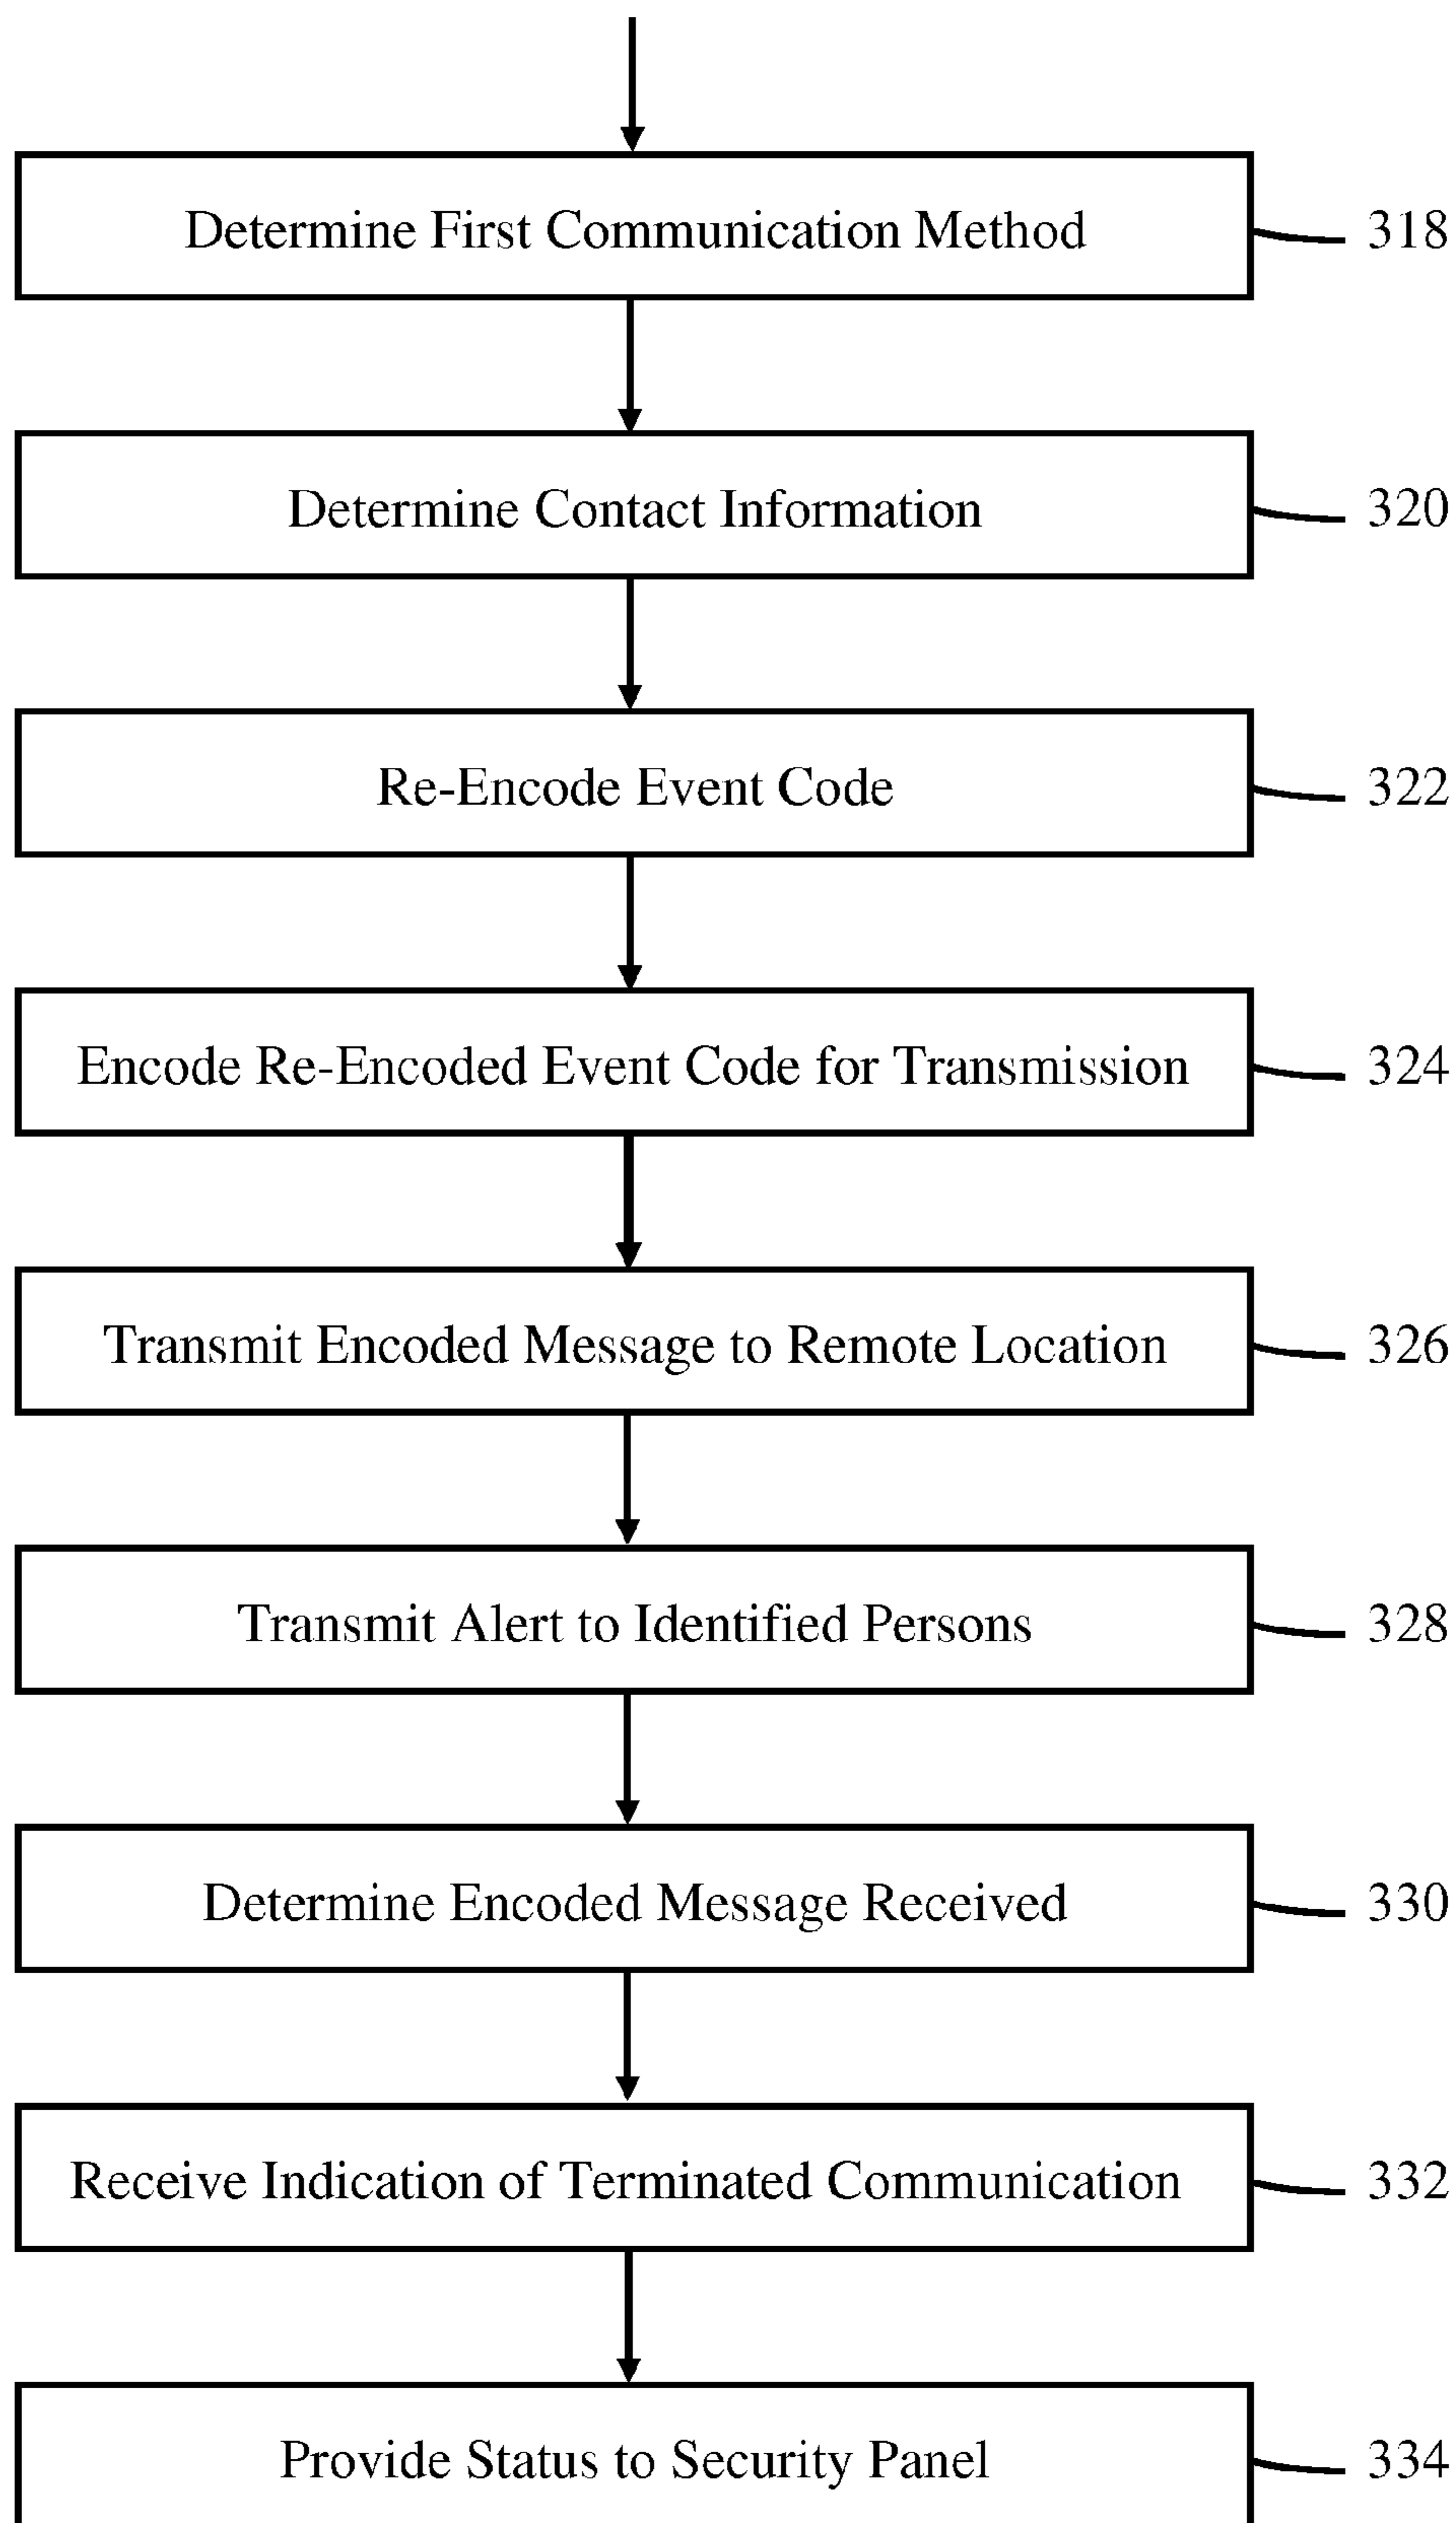 Determine First Communication Method 318
Determine Contact Information 320
Re-Encode Event Code 322
Encode Re-Encoded Event Code for Transmission 324
Transmit Encoded Message to Remote Location 326
Transmit Alert to Identified Persons 328
Determine Encoded Message Received 330
Receive Indication of Terminated Communication 332
Provide Status to Security Panel 334